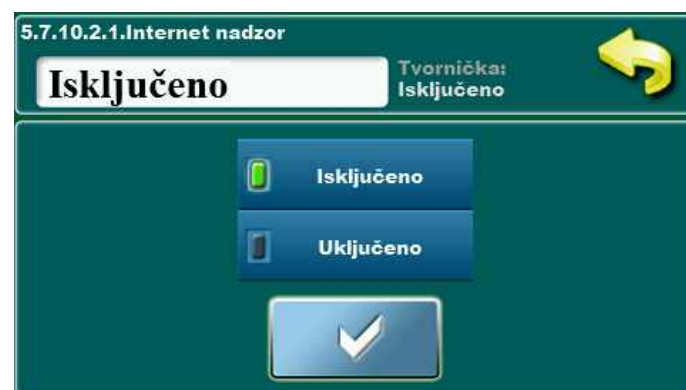 5.7.10.2.1.Internet nadzor
Isključeno
Tvornička:
Isključeno
Isključeno
Uključeno